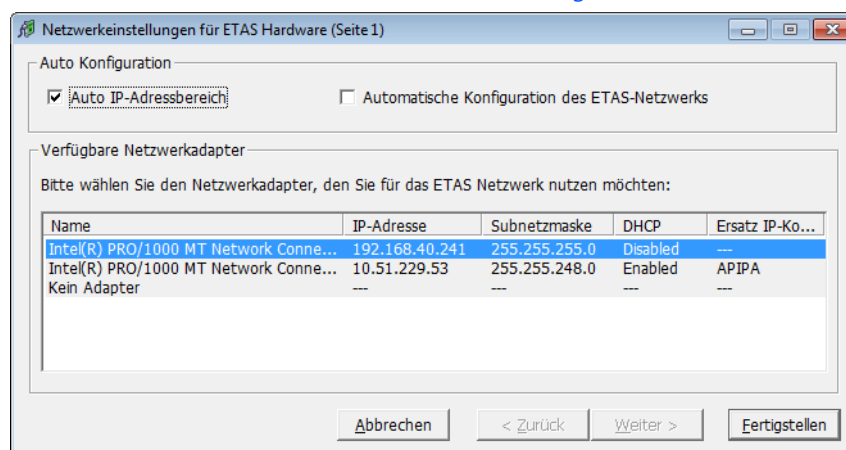 Netzwerkeinstellungen für ETAS Hardware (Seite 1)
Auto Konfiguration
Auto IP-Adressbereich Automatische Konfiguration des ETAS-Netzwerks
Verfügbare Netzwerkadapter
Bitte wählen Sie den Netzwerkadapter, den Sie für das ETAS Netzwerk nutzen möchten:
Name IP-Adresse Subnetzmaske DHCP Ersatz IP-Ko...
Intel(R) PRO/1000 MT Network Conne... 192.168.40.241 255.255.255.0 Disabled ---
Intel(R) PRO/1000 MT Network Conne... 10.51.229.53 255.255.248.0 Enabled APIPA
Kein Adapter --- --- --- ---
Abbrechen < Zurück Weiter > Fertigstellen